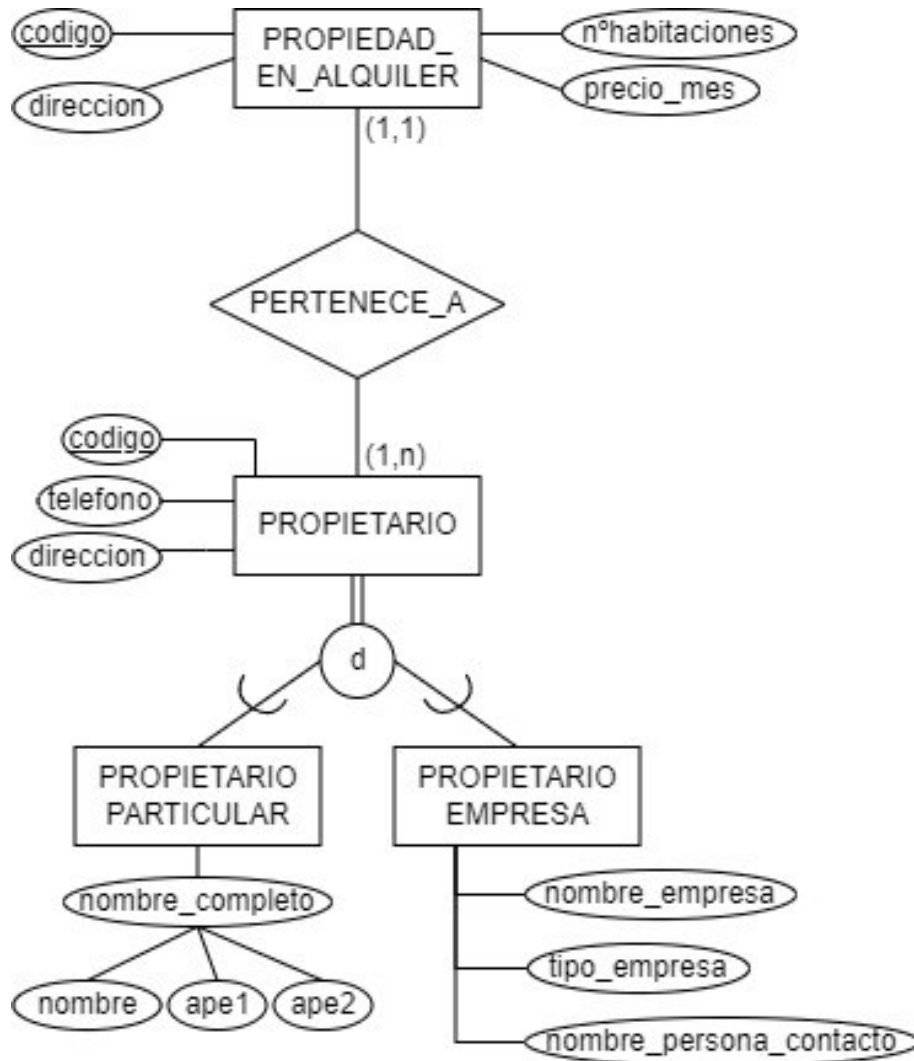 codigo
PROPIEDAD_
EN_ALQUILER
nºhabitaciones
direccion
precio_mes
(1,1)
PERTENECE_A
codigo
(1,n)
telefono
PROPIETARIO
direccion
d
PROPIETARIO
PARTICULAR
PROPIETARIO
EMPRESA
nombre_completo
nombre_empresa
tipo_empresa
nombre
ape1
ape2
nombre_persona_contacto